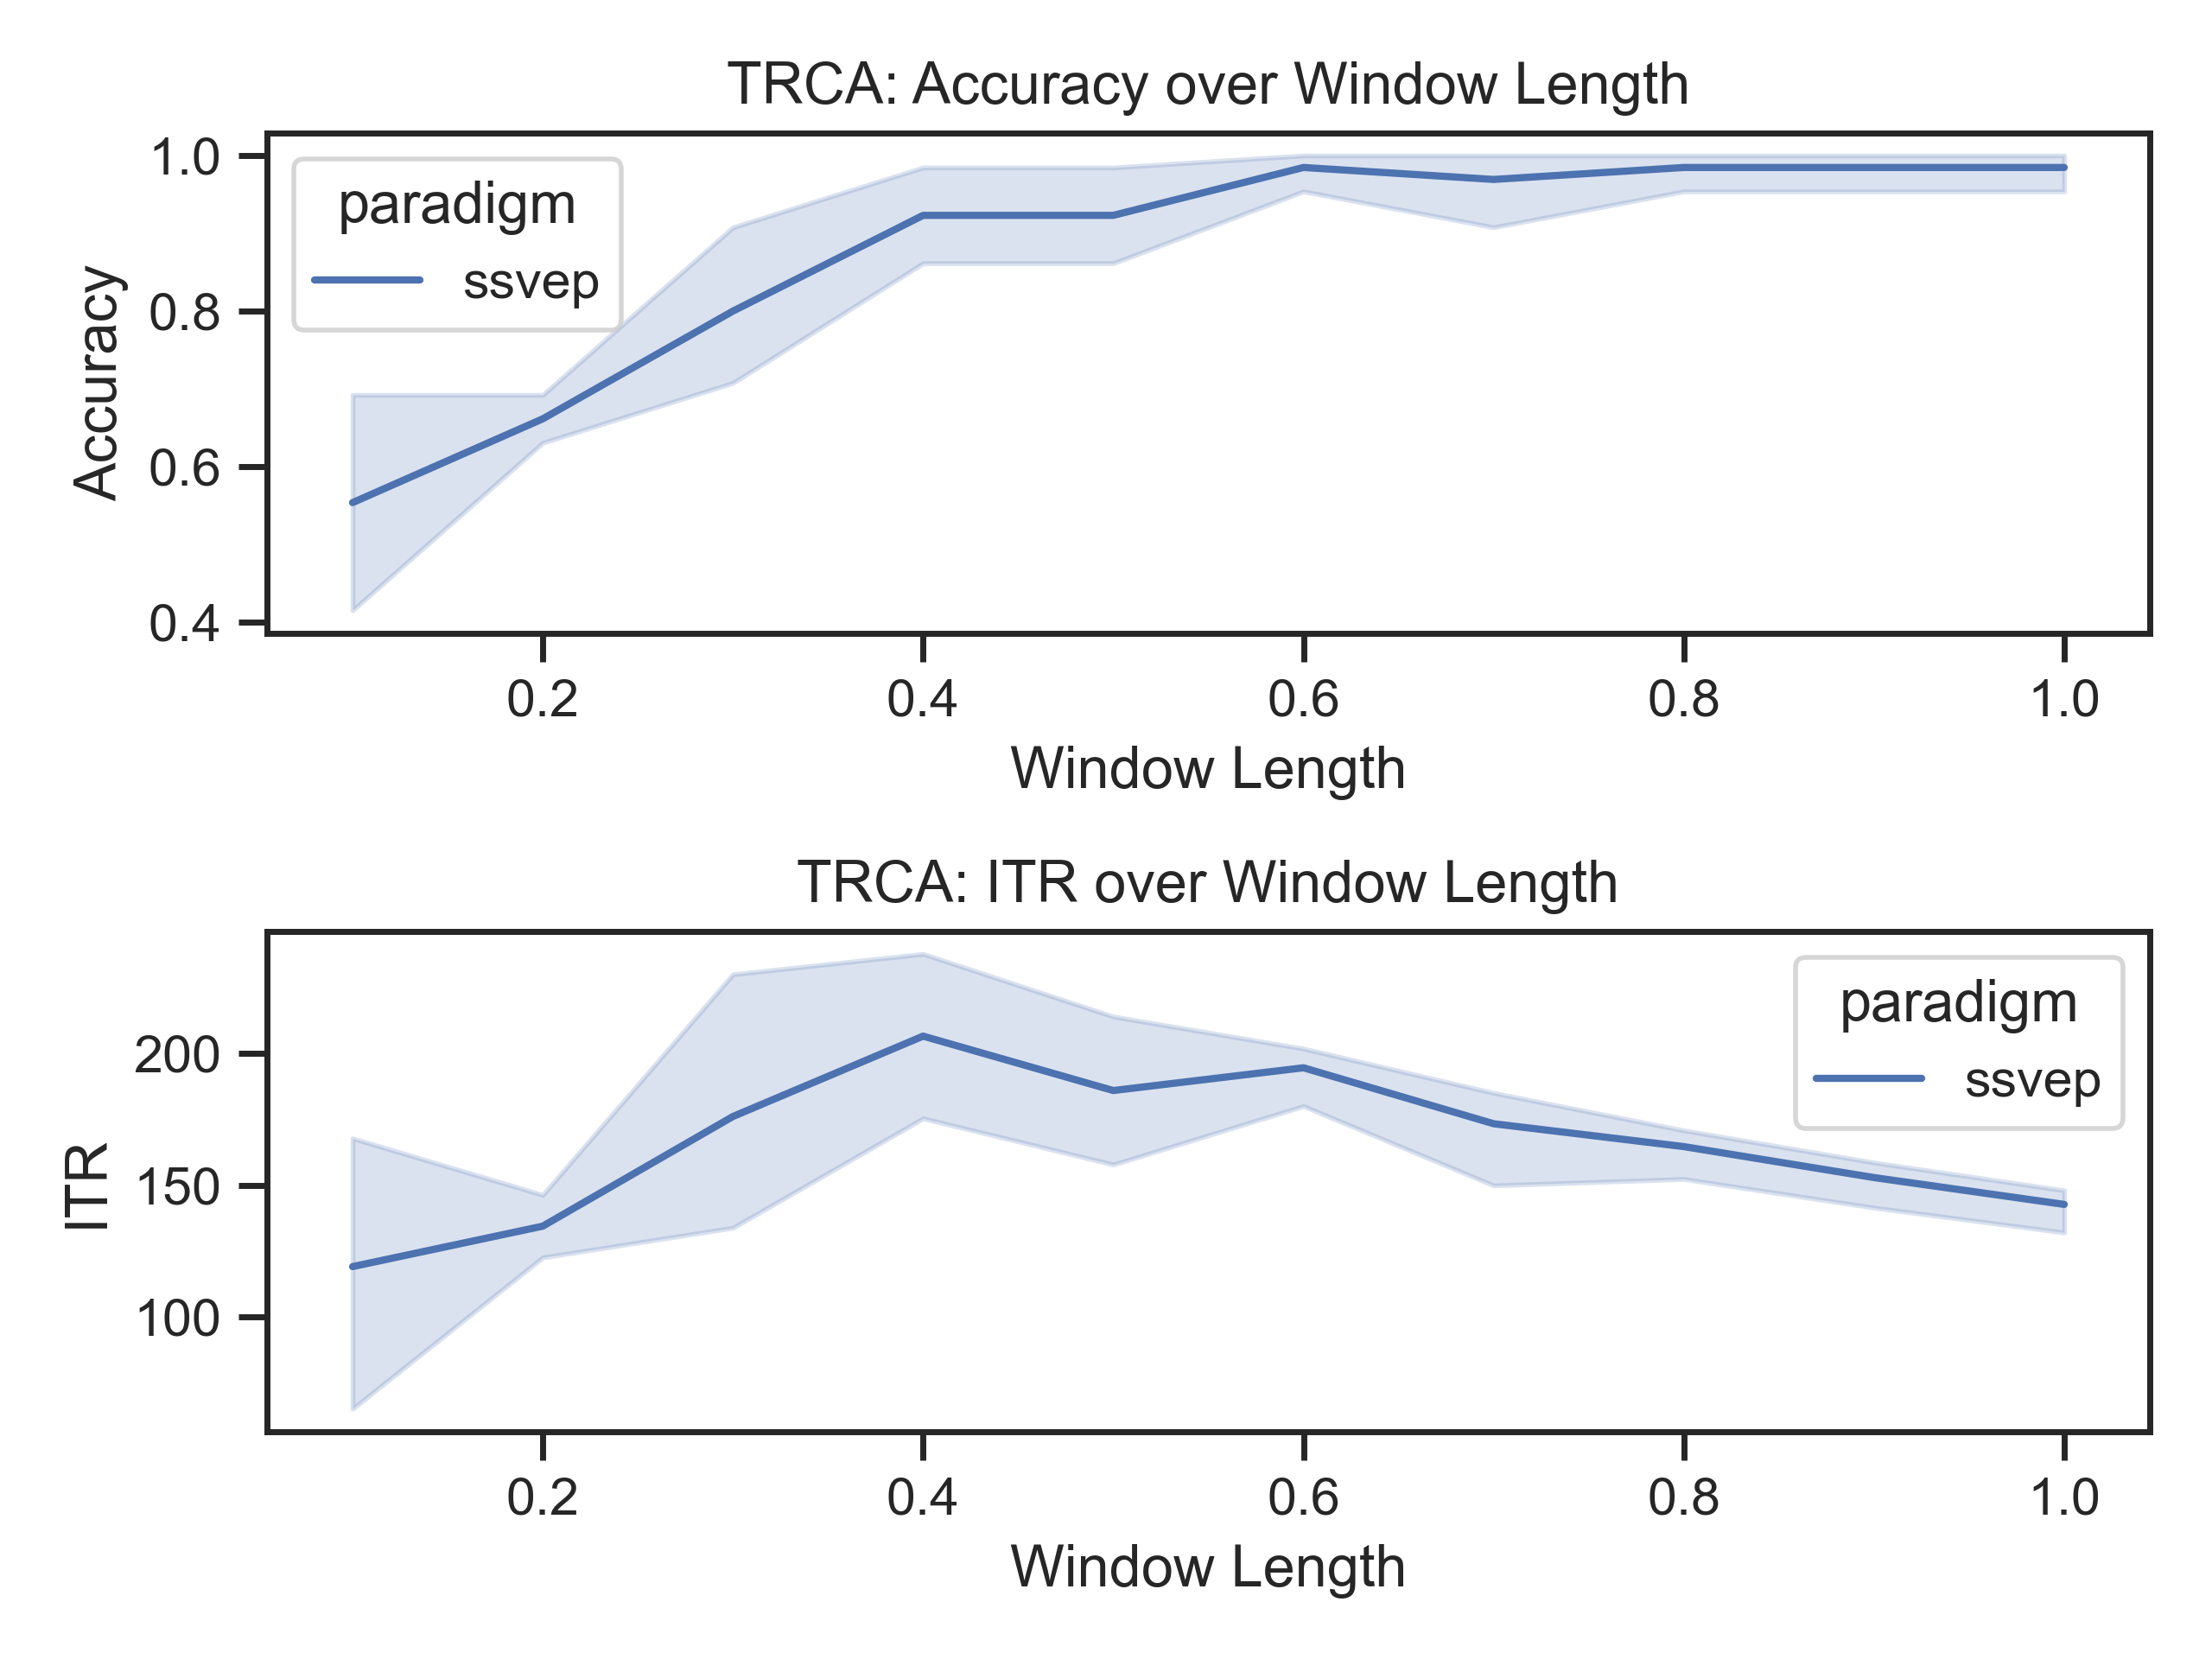 TRCA: Accuracy over Window Length
1.0
0.8
0.6
0.4
Accuracy
paradigm
ssvep
0.2 0.4 0.6 0.8 1.0
Window Length
TRCA: ITR over Window Length
200
150
100
ITR
paradigm
ssvep
0.2 0.4 0.6 0.8 1.0
Window Length